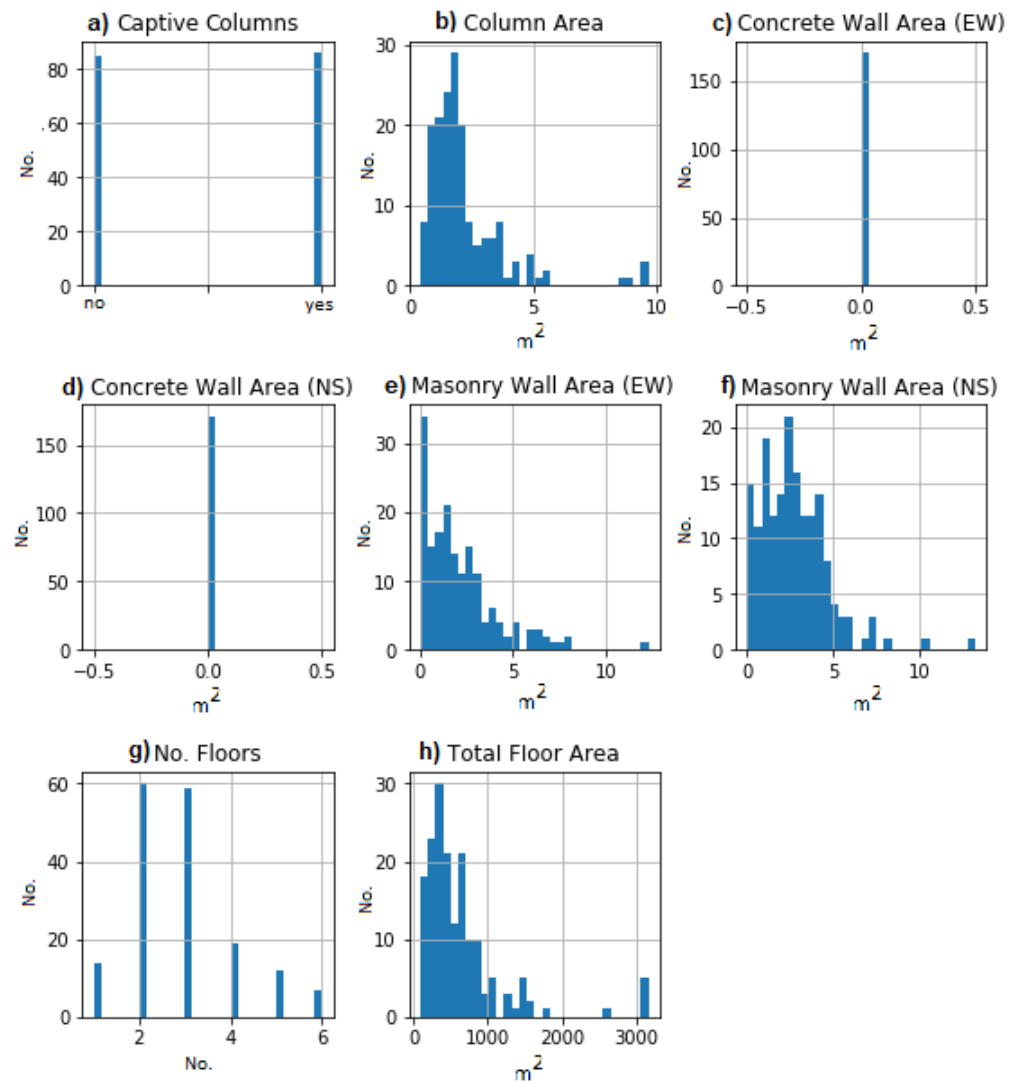 a) Captive Columns
No.
80
60
40
20
0
no
yes
b) Column Area
No.
30
20
10
0
0
5
10
m²
c) Concrete Wall Area (EW)
No.
150
100
50
0
−0.5
0.0
0.5
m²
d) Concrete Wall Area (NS)
No.
150
100
50
0
−0.5
0.0
0.5
m²
e) Masonry Wall Area (EW)
No.
30
20
10
0
0
5
10
m²
f) Masonry Wall Area (NS)
No.
20
15
10
5
0
0
5
10
m²
g) No. Floors
No.
60
40
20
0
2
4
6
No.
h) Total Floor Area
No.
30
20
10
0
0
1000
2000
3000
m²